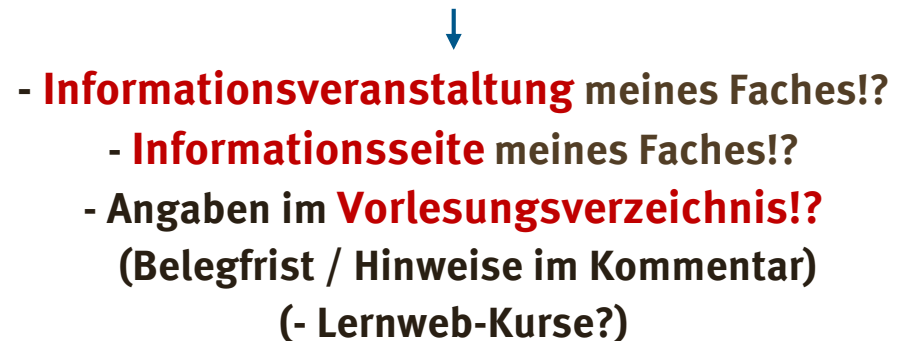 - Informationsveranstaltung meines Faches!?
- Informationsseite meines Faches!?
- Angaben im Vorlesungsverzeichnis!?
(Belegfrist / Hinweise im Kommentar)
(- Lernweb-Kurse?)